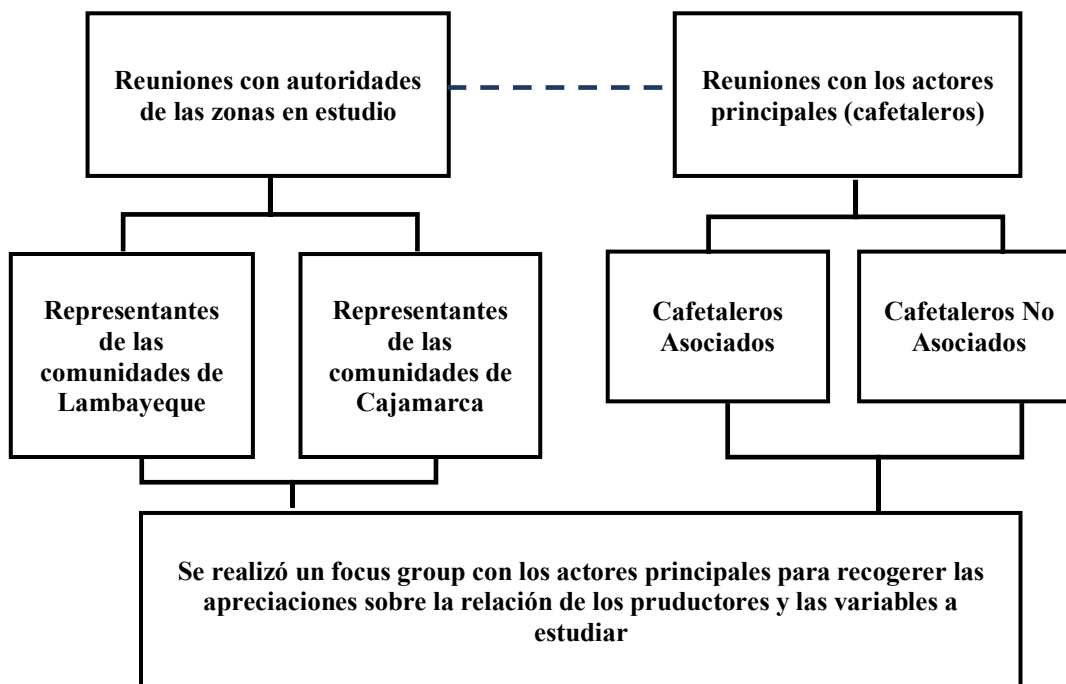 Reuniones con autoridades
de las zonas en estudio
Reuniones con los actores
principales (cafetaleros)
Representantes
de las
comunidades de
Lambayeque
Representantes
de las
comunidades de
Cajamarca
Cafetaleros
Asociados
Cafetaleros No
Asociados
Se realizó un focus group con los actores principales para recogerer las
apreciaciones sobre la relación de los pruductores y las variables a
estudiar